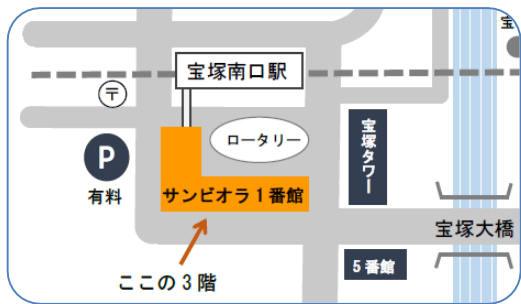 宝
宝塚南口駅
〒
ロータリー
宝塚タワー
P
有料
サンビオラ1番館
宝塚大橋
5番館
ここの3階